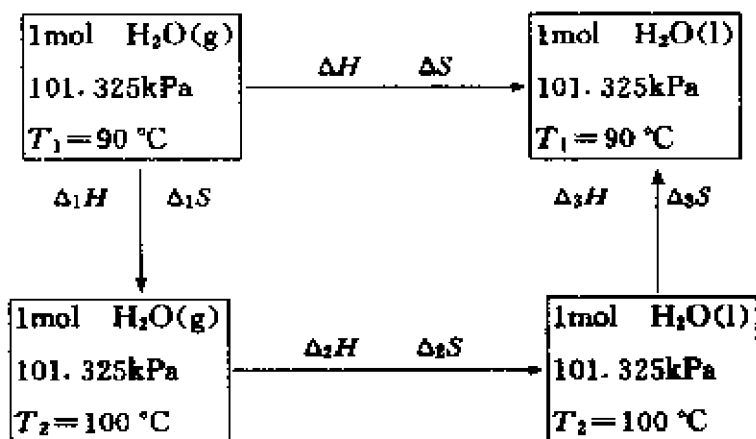 1mol H₂O(g)
101.325kPa
T₁=90 ℃
ΔH ΔS
1mol H₂O(l)
101.325kPa
T₁=90 ℃
Δ₁H Δ₁S
Δ₃H Δ₃S
1mol H₂O(g)
101.325kPa
T₂=100 ℃
Δ₂H Δ₂S
1mol H₂O(l)
101.325kPa
T₂=100 ℃